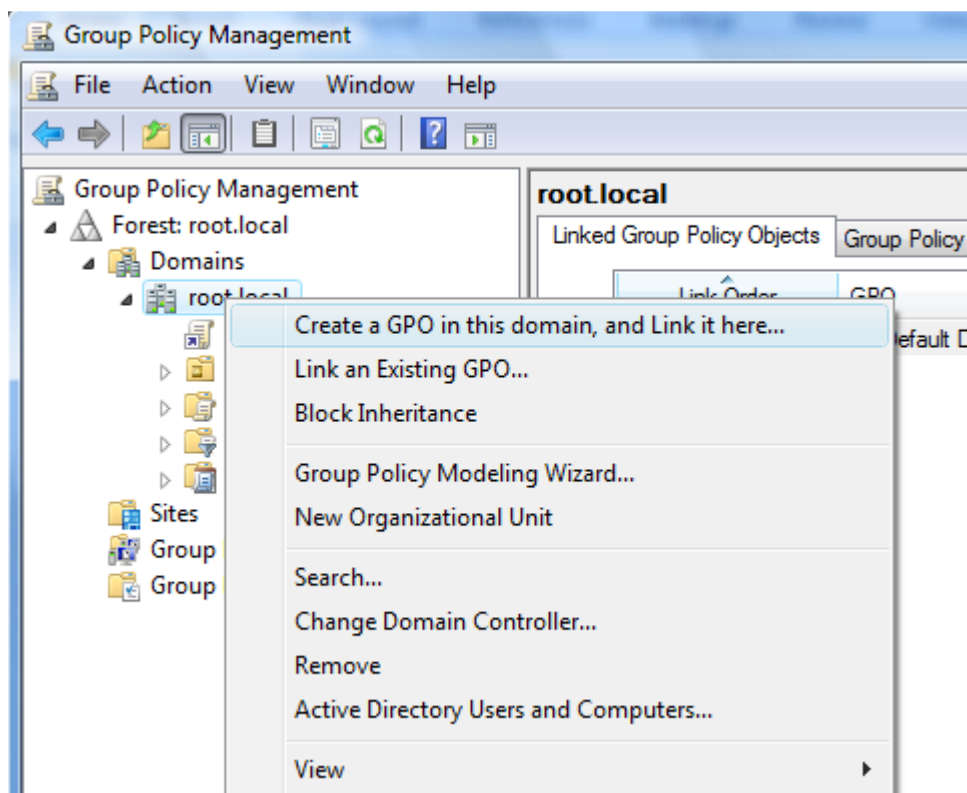 Group Policy Management
File Action View Window Help
Group Policy Management
Forest: root.local
Domains
root.local
Sites
Group
Group
root.local
Linked Group Policy Objects Group Policy
Link Order GPO
Default D
Create a GPO in this domain, and Link it here...
Link an Existing GPO...
Block Inheritance
Group Policy Modeling Wizard...
New Organizational Unit
Search...
Change Domain Controller...
Remove
Active Directory Users and Computers...
View